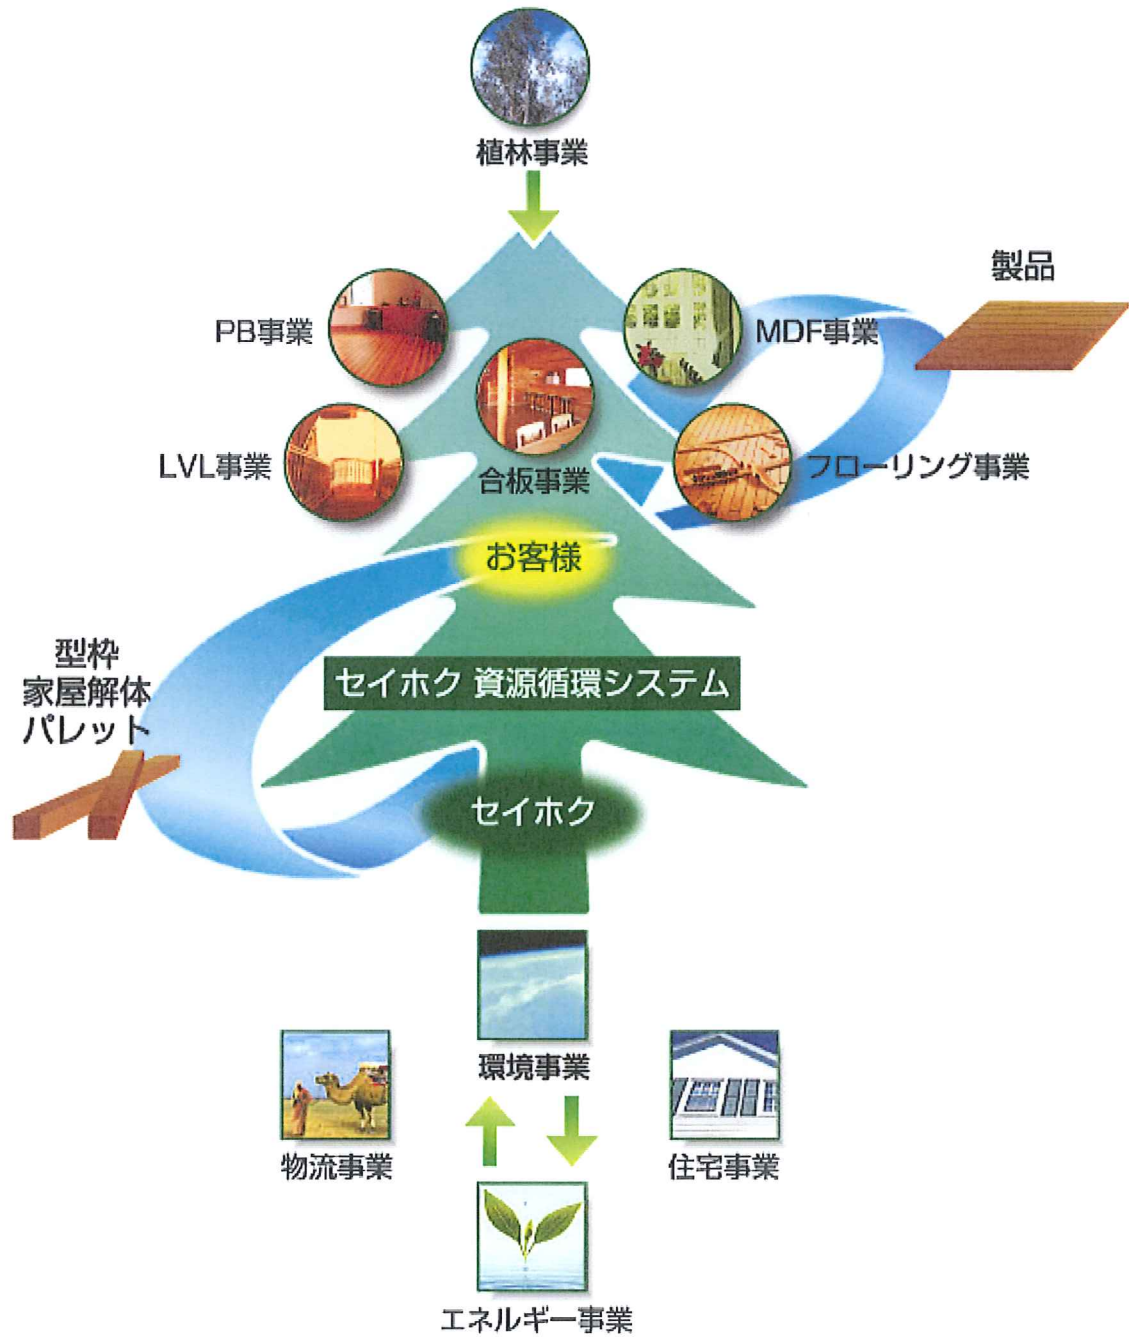 植林事業
製品
PB事業
MDF事業
LVL事業
合板事業
フローリング事業
お客様
型枠
家屋解体
パレット
セイホク 資源循環システム
セイホク
環境事業
物流事業
住宅事業
エネルギー事業